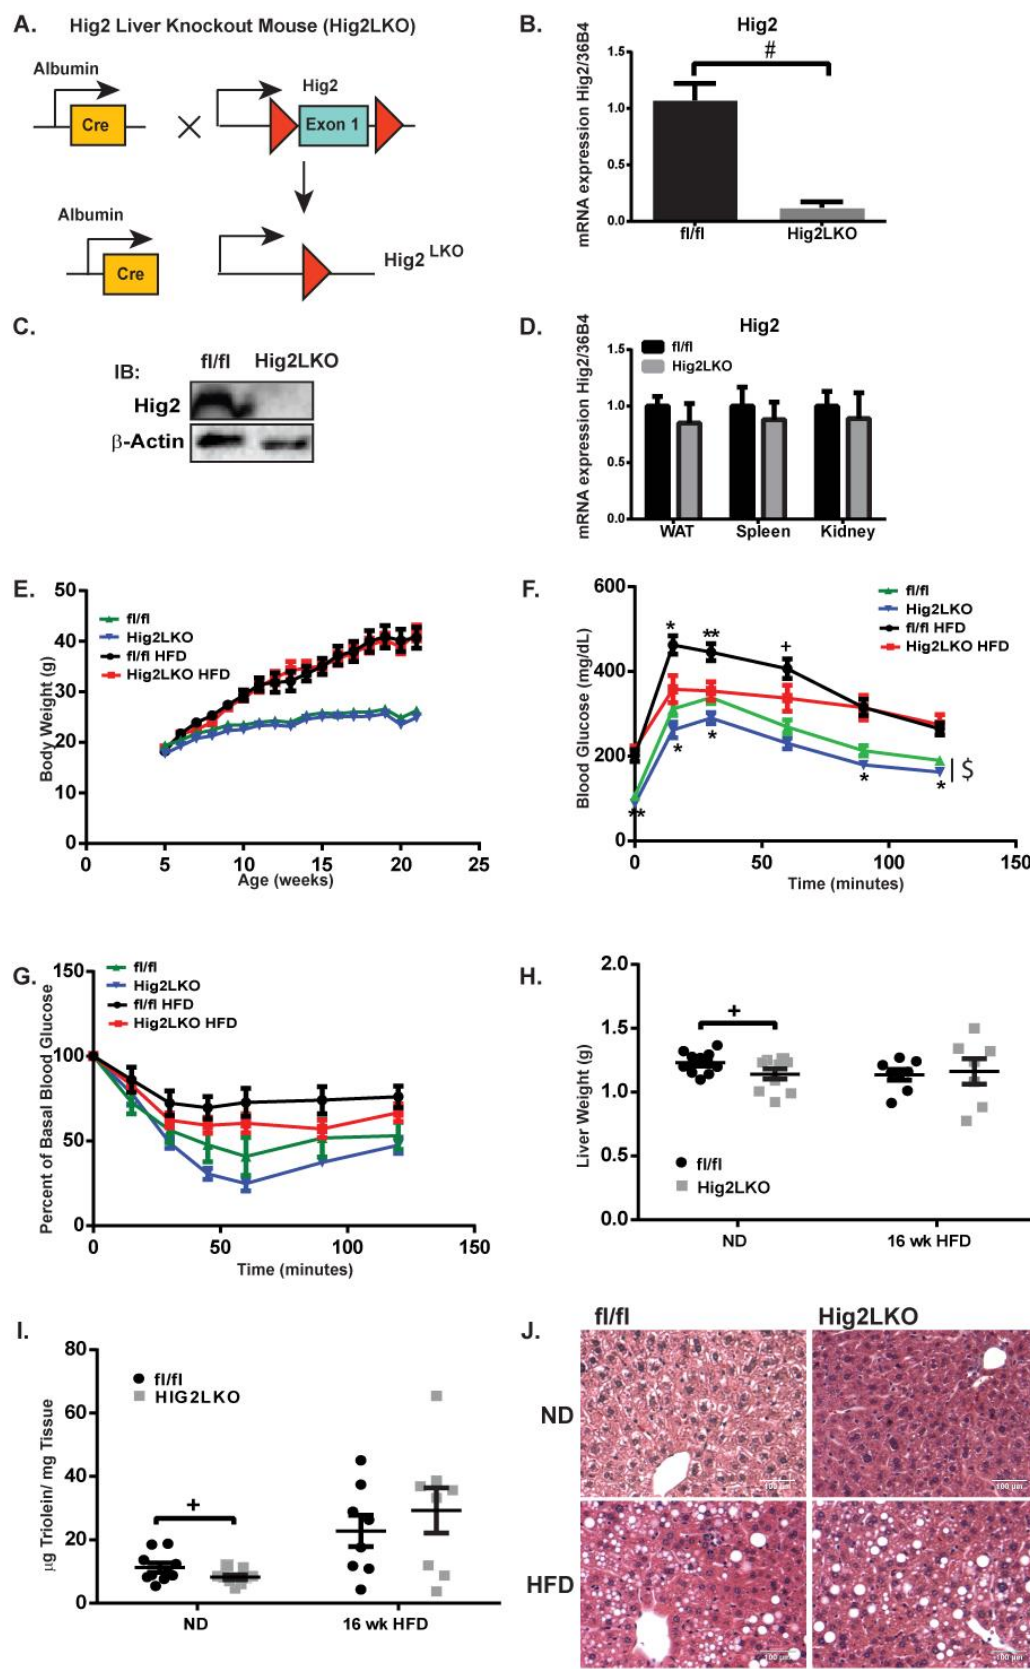 A. Hig2 Liver Knockout Mouse (Hig2LKO)
Albumin
Cre
Hig2
Exon 1
Albumin
Cre
Hig2 LKO
B.
Hig2
#
mRNA expression Hig2/36B4
1.5
1.0
0.5
0.0
fl/fl Hig2LKO
C.
fl/fl Hig2LKO
IB:
Hig2
β-Actin
D.
Hig2
mRNA expression Hig2/36B4
1.5
1.0
0.5
0.0
fl/fl
Hig2LKO
WAT Spleen Kidney
E.
Body Weight (g)
50
40
30
20
10
0
fl/fl
Hig2LKO
fl/fl HFD
Hig2LKO HFD
0 5 10 15 20 25
Age (weeks)
F.
Blood Glucose (mg/dL)
600
400
200
0
fl/fl
Hig2LKO
fl/fl HFD
Hig2LKO HFD
* ** +
* * * *
**
$
0 50 100 150
Time (minutes)
G.
Percent of Basal Blood Glucose
150
100
50
0
fl/fl
Hig2LKO
fl/fl HFD
Hig2LKO HFD
0 50 100 150
Time (minutes)
H.
Liver Weight (g)
2.0
1.5
1.0
0.5
0.0
+
fl/fl
Hig2LKO
ND 16 wk HFD
I.
µg Triolein/ mg Tissue
80
60
40
20
0
fl/fl
HIG2LKO
+
ND 16 wk HFD
J.
fl/fl Hig2LKO
ND
HFD
100 µm
100 µm
100 µm
100 µm